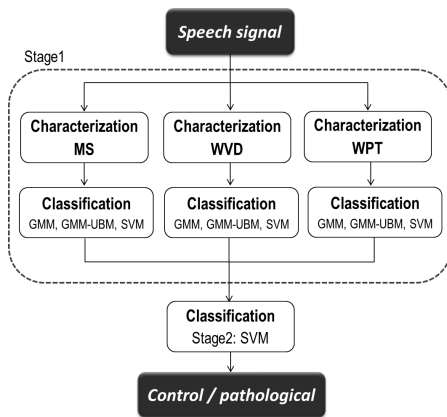 Speech signal
Stage1
Characterization
MS
Characterization
WVD
Characterization
WPT
Classification
GMM, GMM-UBM, SVM
Classification
GMM, GMM-UBM, SVM
Classification
GMM, GMM-UBM, SVM
Classification
Stage2: SVM
Control / pathological